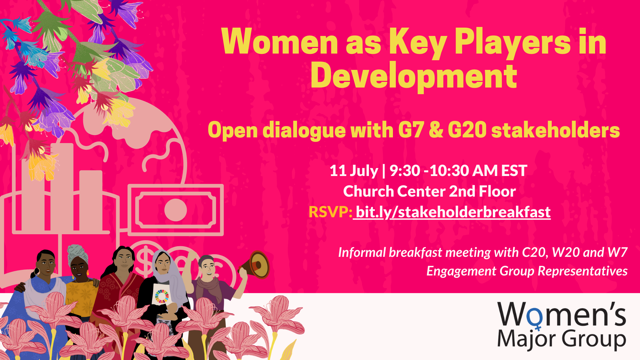 Women as Key Players in
Development
Open dialogue with G7 & G20 stakeholders
11 July | 9:30 -10:30 AM EST
Church Center 2nd Floor
RSVP: bit.ly/stakeholderbreakfast
Informal breakfast meeting with C20, W20 and W7
Engagement Group Representatives
Women's
Major Group